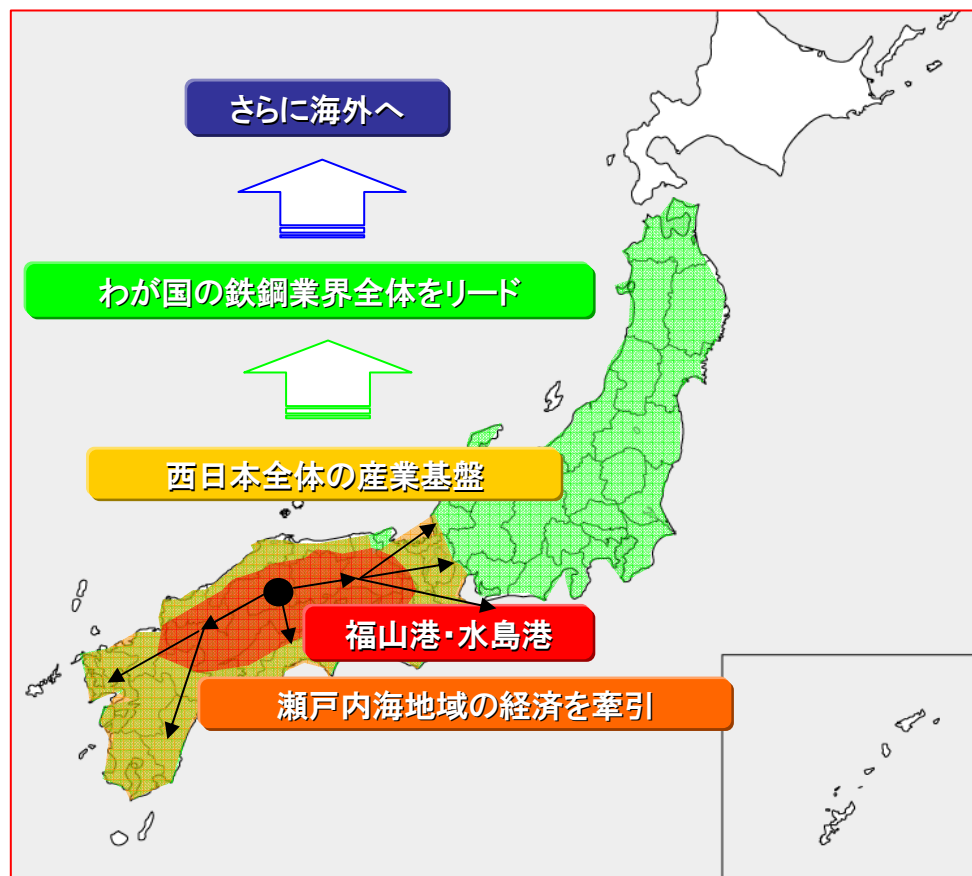 さらに海外へ
わが国の鉄鋼業界全体をリード
西日本全体の産業基盤
福山港・水島港
瀬戸内海地域の経済を牽引